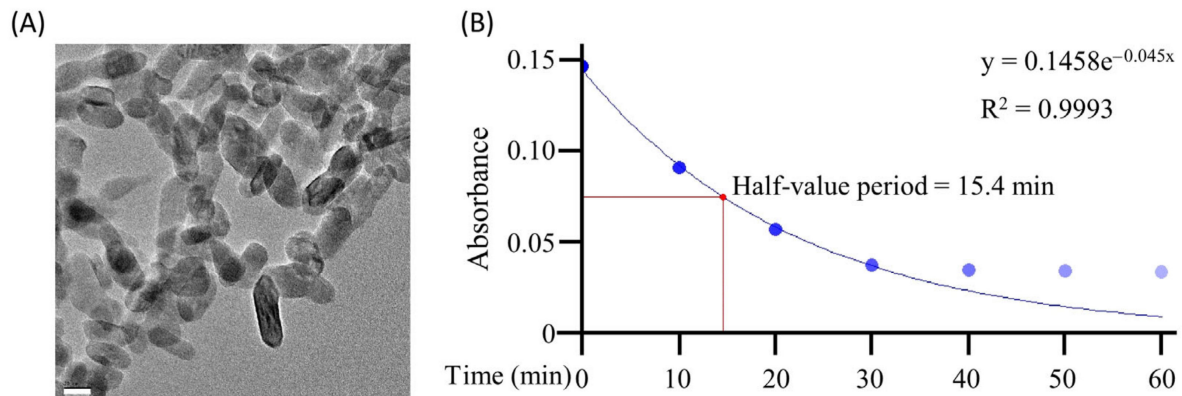 (A)
(B)
0.15
y = 0.1458e⁻⁰·⁰⁴⁵ˣ
R² = 0.9993
0.10
Half-value period = 15.4 min
Absorbance
0.05
0
Time (min) 0 10 20 30 40 50 60